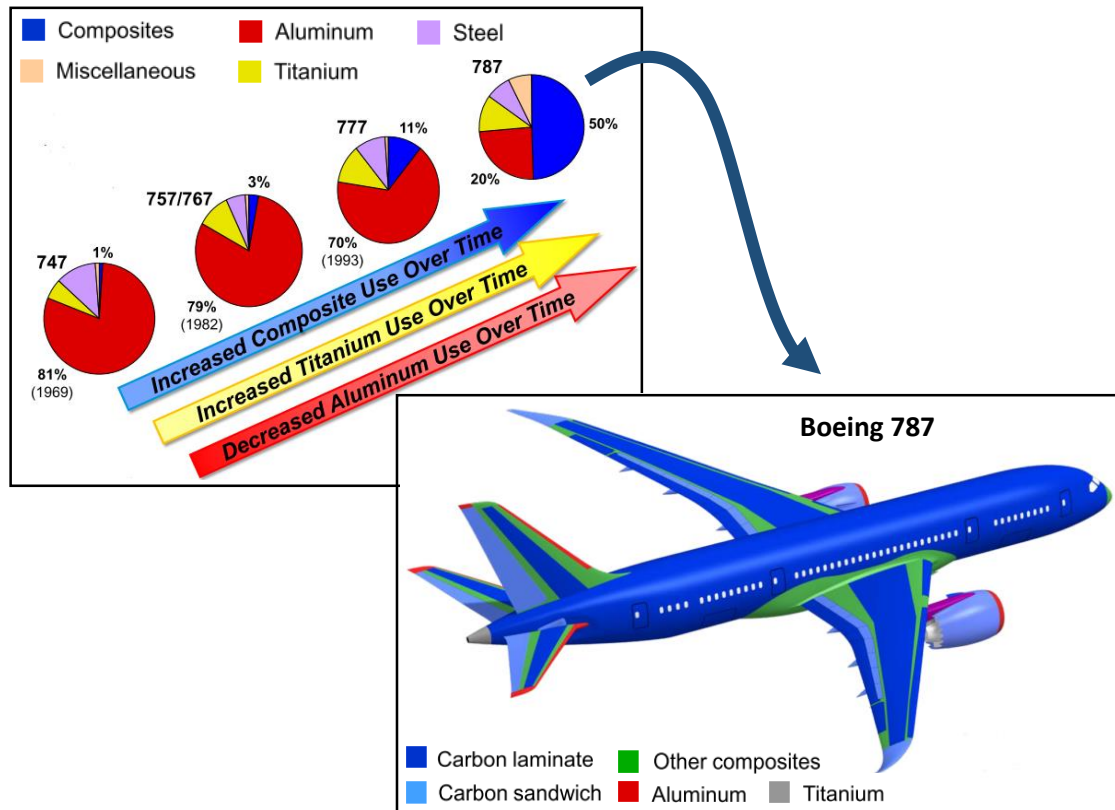 Composites Aluminum Steel
Miscellaneous Titanium
787
50%
20%
777
11%
70%
(1993)
757/767
3%
79%
(1982)
747
1%
81%
(1969)
Increased Composite Use Over Time
Increased Titanium Use Over Time
Decreased Aluminum Use Over Time
Boeing 787
Carbon laminate Other composites
Carbon sandwich Aluminum Titanium